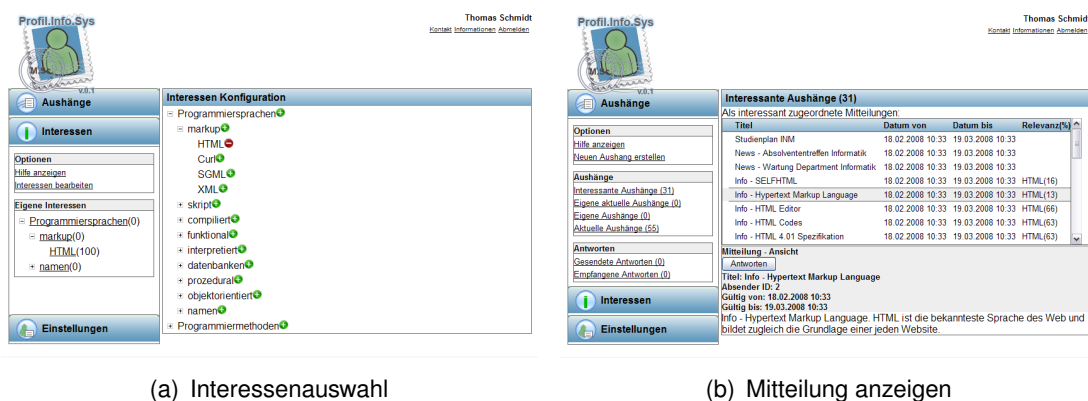 Profil.Info.Sys
M.Sc.
v.0.1
Thomas Schmidt
Kontakt Informationen Abmelden
Aushänge
Interessen
Optionen
Hilfe anzeigen
Interessen bearbeiten
Eigene Interessen
Programmiersprachen(0)
markup(0)
HTML(100)
namen(0)
Einstellungen
Interessen Konfiguration
Programmiersprachen
markup
HTML
Curl
SGML
XML
skript
compiliert
funktional
interpretiert
datenbanken
prozedural
objektorientiert
namen
Programmiermethoden
(a) Interessenauswahl
Profil.Info.Sys
M.Sc.
v.0.1
Thomas Schmidt
Kontakt Informationen Abmelden
Aushänge
Optionen
Hilfe anzeigen
Neuen Aushang erstellen
Aushänge
Interessante Aushänge (31)
Eigene aktuelle Aushänge (0)
Eigene Aushänge (0)
Aktuelle Aushänge (55)
Antworten
Gesendete Antworten (0)
Empfangene Antworten (0)
Interessen
Einstellungen
Interessante Aushänge (31)
Als interessant zugeordnete Mitteilungen:
Titel Datum von Datum bis Relevanz(%)
Studienplan INM 18.02.2008 10:33 19.03.2008 10:33
News - Absolvententreffen Informatik 18.02.2008 10:33 19.03.2008 10:33
News - Wartung Department Informatik 18.02.2008 10:33 19.03.2008 10:33
Info - SELFHTML 18.02.2008 10:33 19.03.2008 10:33 HTML(16)
Info - Hypertext Markup Language 18.02.2008 10:33 19.03.2008 10:33 HTML(13)
Info - HTML Editor 18.02.2008 10:33 19.03.2008 10:33 HTML(66)
Info - HTML Codes 18.02.2008 10:33 19.03.2008 10:33 HTML(63)
Info - HTML 4.01 Spezifikation 18.02.2008 10:33 19.03.2008 10:33 HTML(63)
Mitteilung - Ansicht
Antworten
Titel: Info - Hypertext Markup Language
Absender ID: 2
Gültig von: 18.02.2008 10:33
Gültig bis: 19.03.2008 10:33
Info - Hypertext Markup Language. HTML ist die bekannteste Sprache des Web und
bildet zugleich die Grundlage einer jeden Website.
(b) Mitteilung anzeigen